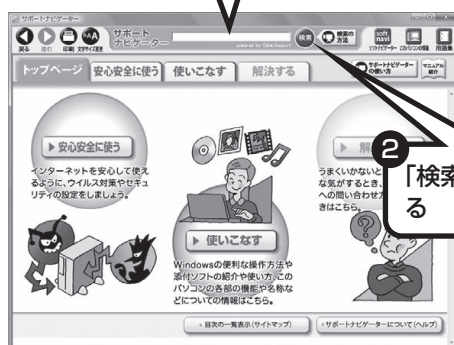 サポートナビゲーター
戻る 進む 印刷 文字サイズ変更
サポート
ナビゲーター
powered by CyberSupport
検索
検索の
方法
soft
navi
ソフトナビゲーター このパソコンの情報 用語集
トップページ 安心安全に使う 使いこなす 解決する
サポートナビゲーター
の使い方
マニュアル
紹介
安心安全に使う
インターネットを安心して使え
るように、ウイルス対策やセキュ
リティの設定をしましょう。
使いこなす
Windowsの便利な操作方法や
添付ソフトの紹介や使い方、この
パソコンの各部の機能や名称な
どについての情報はこちら。
解
うまくいかないと
な気がするとき、
への問い合わせ方
きはこちら。
2
「検索
る
目次の一覧表示(サイトマップ)
サポートナビゲーターについて(ヘルプ)